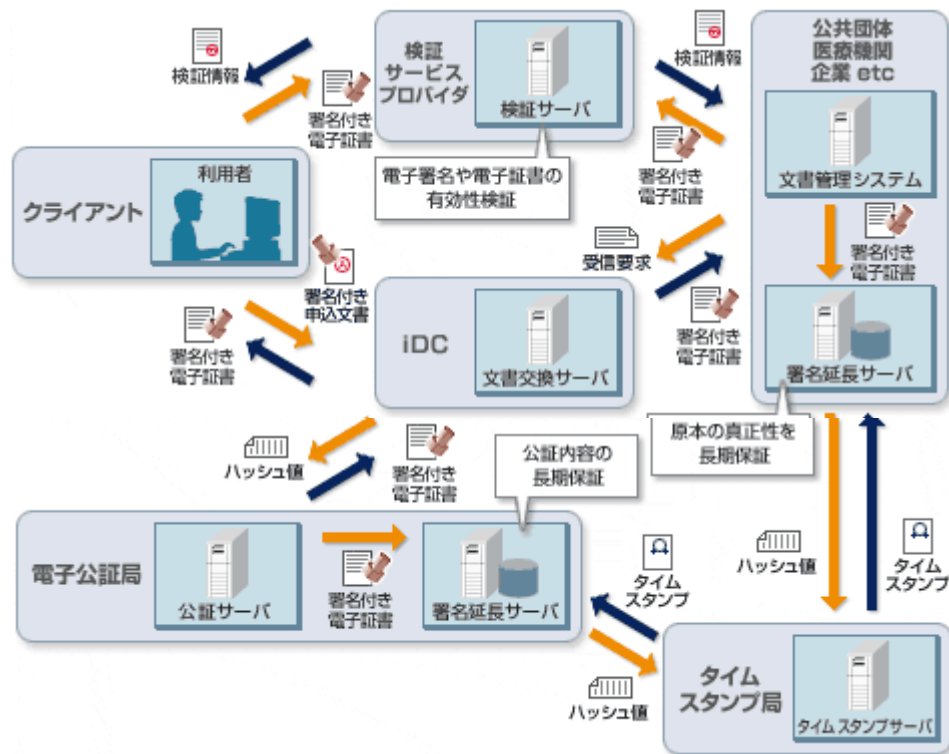 検証情報
署名付き
電子証書
検証
サービス
プロバイダ
検証サーバ
電子署名や電子証書の
有効性検証
検証情報
署名付き
電子証書
公共団体
医療機関
企業 etc
文書管理システム
署名付き
電子証書
署名延長サーバ
原本の真正性を
長期保証
クライアント
利用者
署名付き
申込文書
署名付き
電子証書
受信要求
署名付き
電子証書
iDC
文書交換サーバ
ハッシュ値
署名付き
電子証書
公証内容の
長期保証
電子公証局
公証サーバ
署名付き
電子証書
署名延長サーバ
タイム
スタンプ
ハッシュ値
ハッシュ値
タイム
スタンプ
タイム
スタンプ局
タイムスタンプサーバ